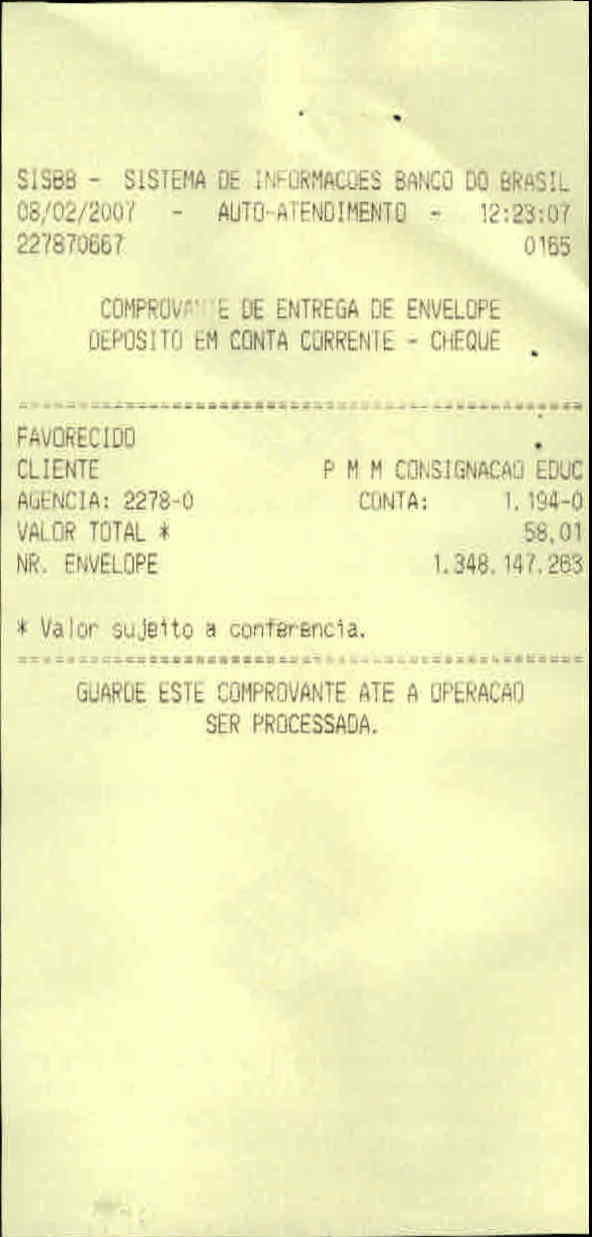 SISBB - SISTEMA DE INFORMACOES BANCO DO BRASIL
08/02/2007 - AUTO-ATENDIMENTO - 12:23:07
227870667 0165
COMPROVANTE DE ENTREGA DE ENVELOPE
DEPOSITO EM CONTA CORRENTE - CHEQUE
================================================
FAVORECIDO
CLIENTE P M M CONSIGNACAO EDUC
AGENCIA: 2278-0 CONTA: 1.194-0
VALOR TOTAL * 58,01
NR. ENVELOPE 1.348.147.263
* Valor sujeito a conferencia.
================================================
GUARDE ESTE COMPROVANTE ATE A OPERACAO
SER PROCESSADA.